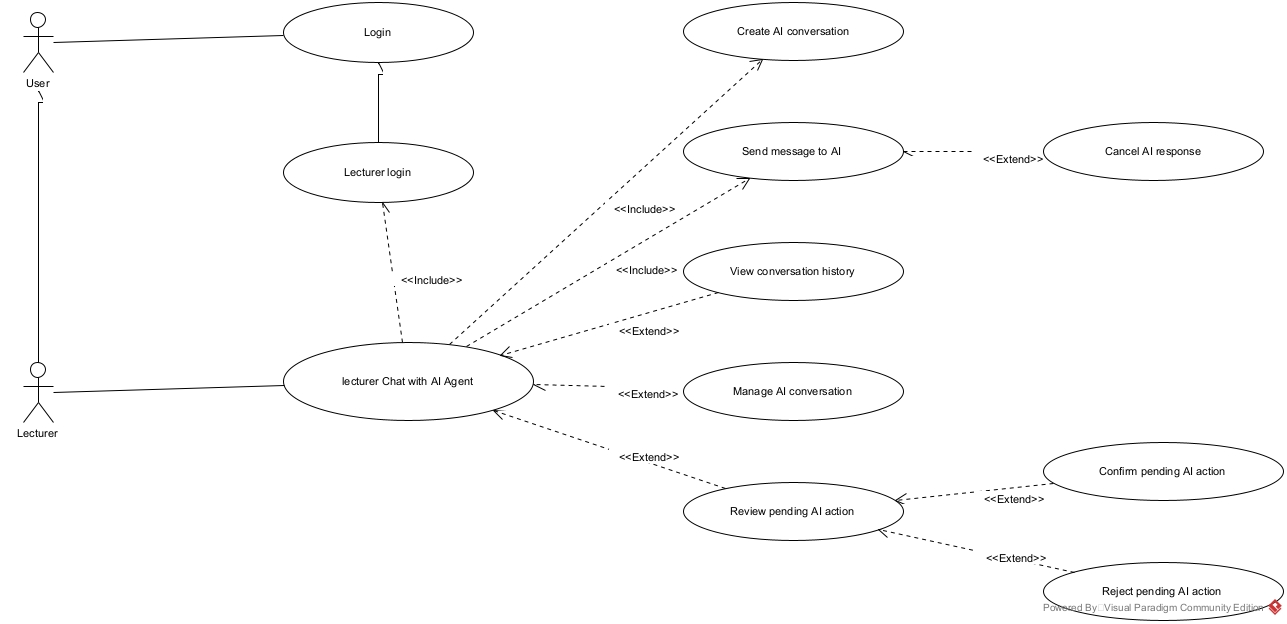 Login
Create AI conversation
User
Send message to AI
<<Extend>>
Cancel AI response
Lecturer login
<<Include>>
<<Include>>
View conversation history
<<Include>>
<<Extend>>
lecturer Chat with AI Agent
<<Extend>>
Manage AI conversation
Lecturer
<<Extend>>
Confirm pending AI action
<<Extend>>
Review pending AI action
<<Extend>>
Reject pending AI action
Powered By Visual Paradigm Community Edition